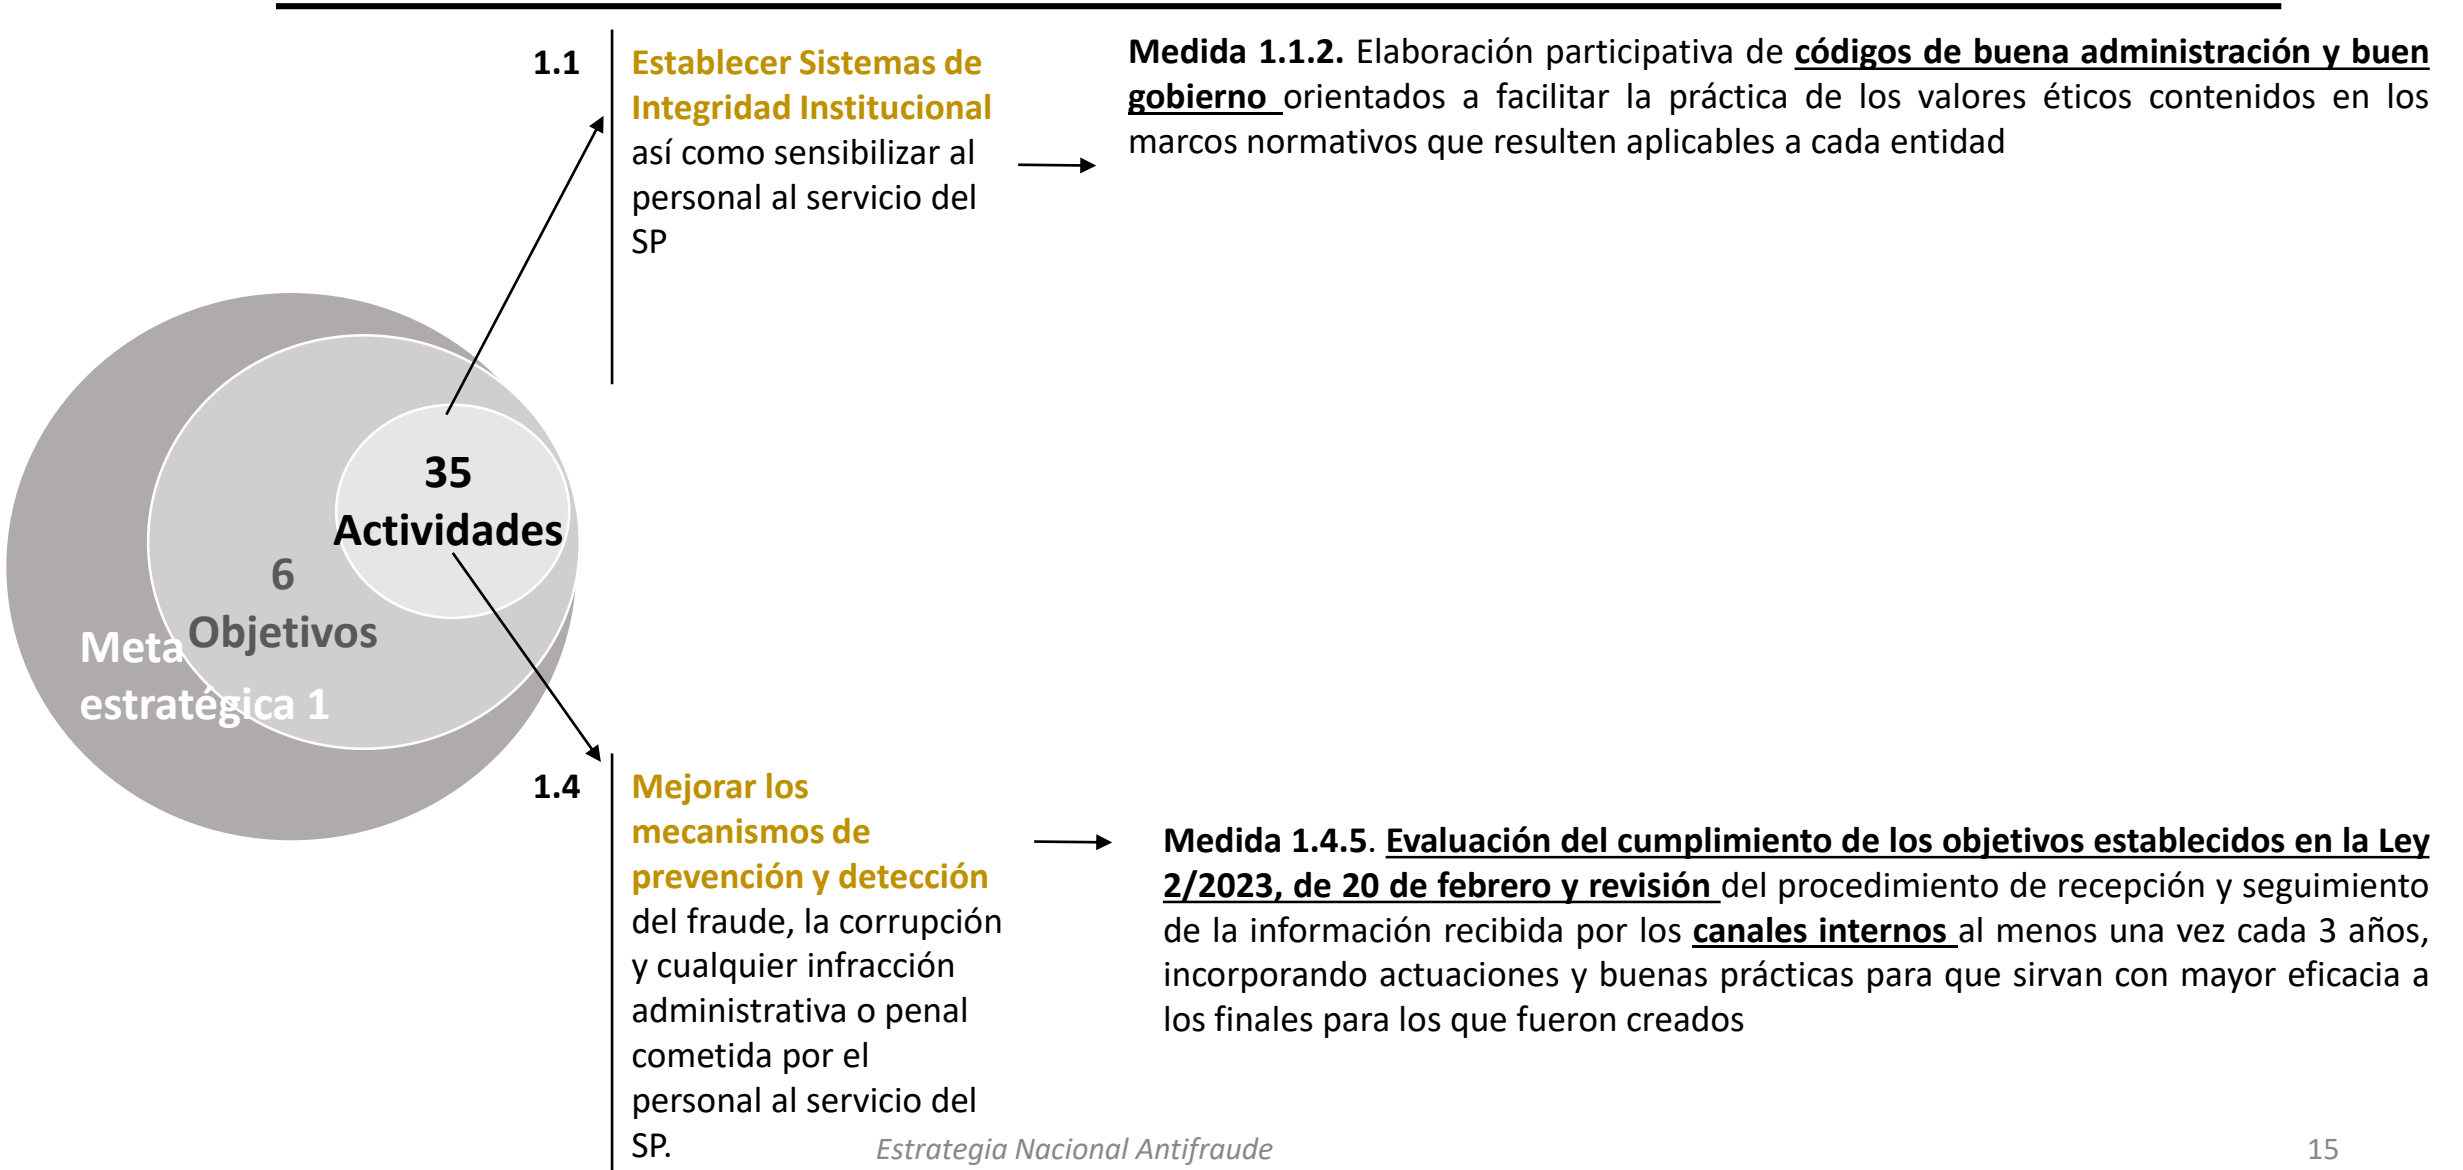 1.1
Establecer Sistemas de
Integridad Institucional
así como sensibilizar al
personal al servicio del
SP
Medida 1.1.2. Elaboración participativa de códigos de buena administración y buen
gobierno orientados a facilitar la práctica de los valores éticos contenidos en los
marcos normativos que resulten aplicables a cada entidad
35
Actividades
6
Objetivos
Meta
estratégica 1
1.4
Mejorar los
mecanismos de
prevención y detección
del fraude, la corrupción
y cualquier infracción
administrativa o penal
cometida por el
personal al servicio del
SP.
Medida 1.4.5. Evaluación del cumplimiento de los objetivos establecidos en la Ley
2/2023, de 20 de febrero y revisión del procedimiento de recepción y seguimiento
de la información recibida por los canales internos al menos una vez cada 3 años,
incorporando actuaciones y buenas prácticas para que sirvan con mayor eficacia a
los finales para los que fueron creados
Estrategia Nacional Antifraude
15